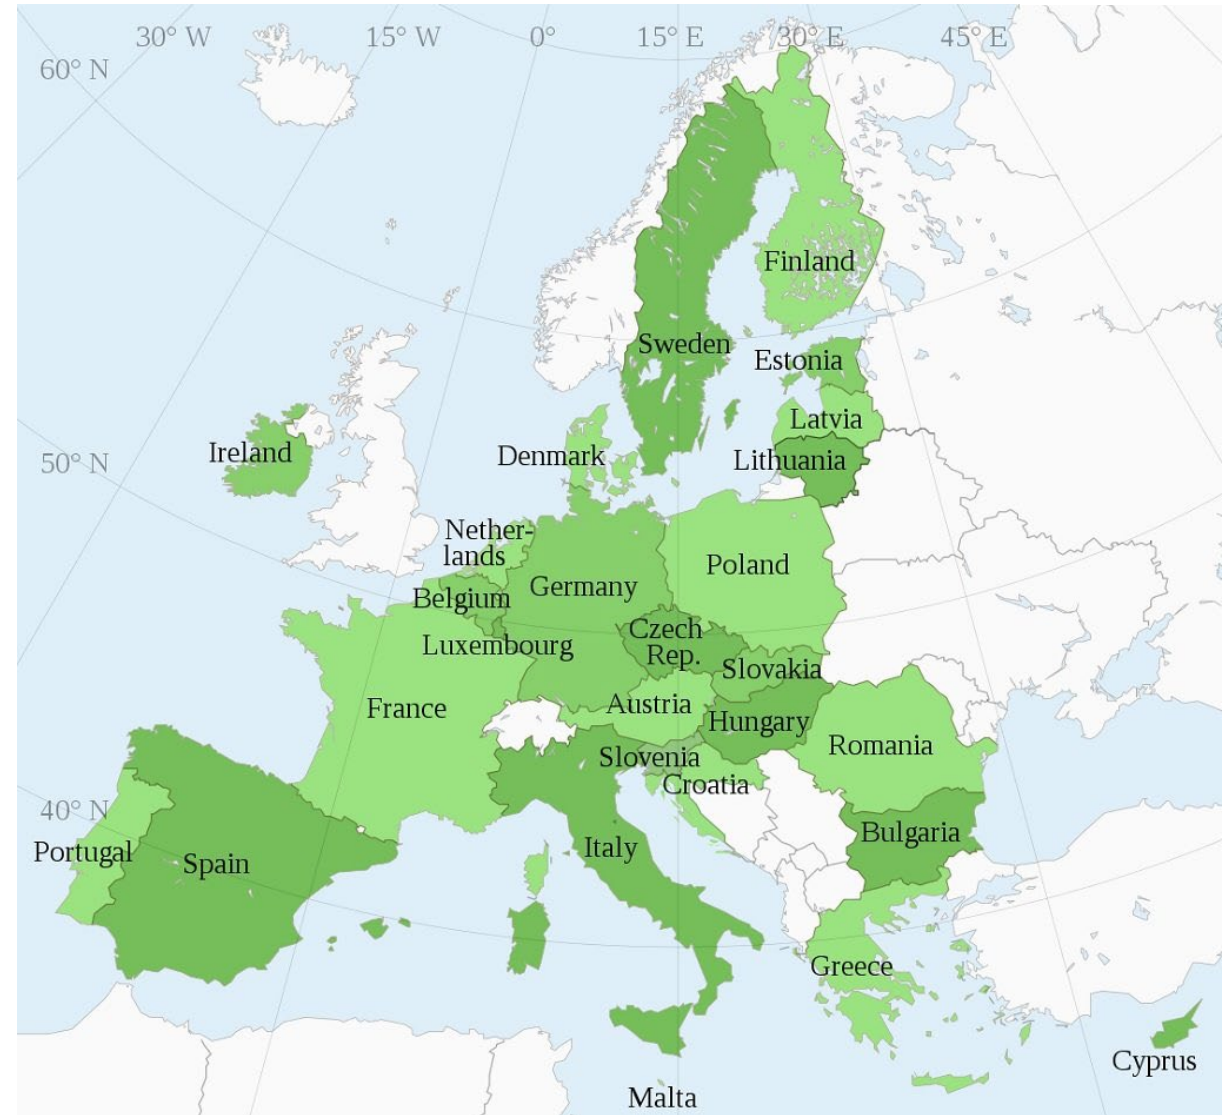 30° W
15° W
0°
15° E
30° E
45° E
60° N
Finland
Sweden
Estonia
Latvia
Ireland
Denmark
Lithuania
50° N
Nether-
lands
Poland
Germany
Belgium
Czech
Rep.
Luxembourg
Slovakia
Austria
France
Hungary
Romania
Slovenia
Croatia
40° N
Bulgaria
Italy
Portugal
Spain
Greece
Cyprus
Malta